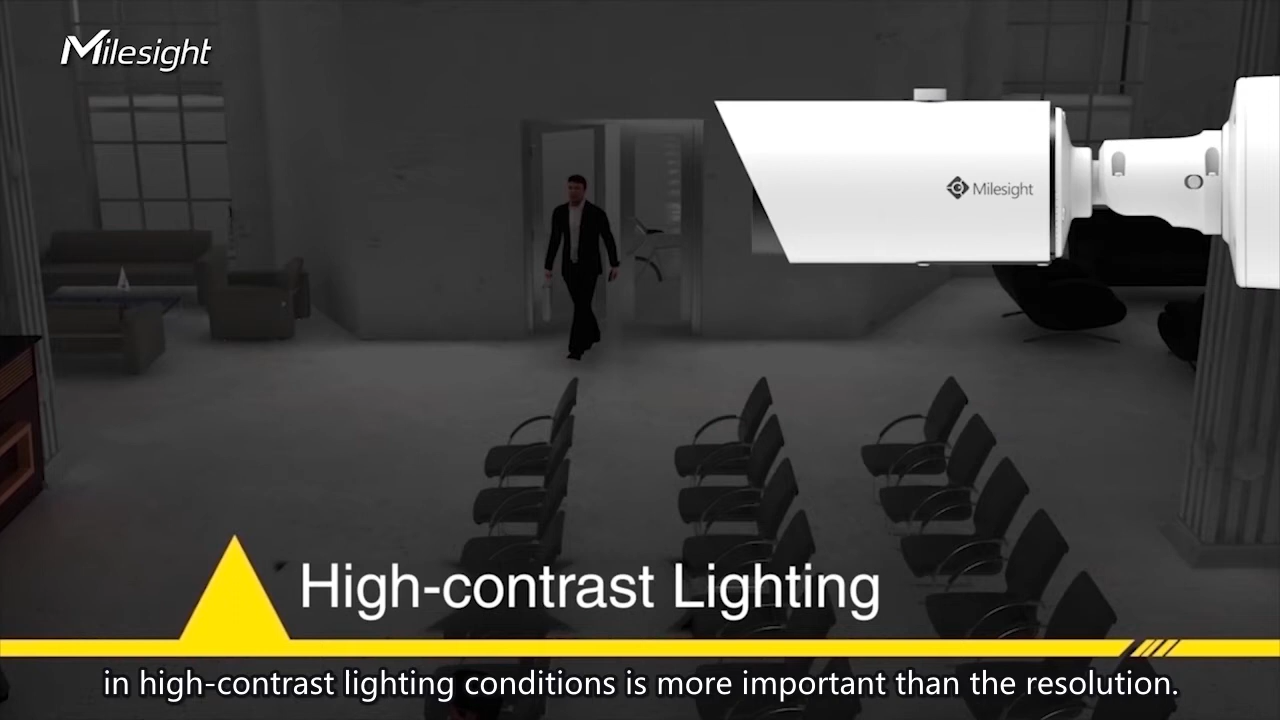 Milesight
Milesight
High-contrast Lighting
in high-contrast lighting conditions is more important than the resolution.